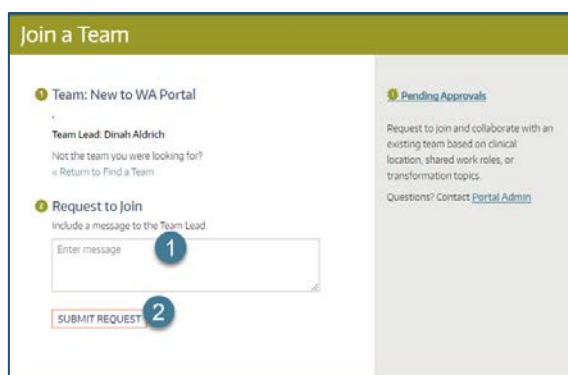 Join a Team
1 Team: New to WA Portal
Team Lead: Dinah Aldrich
Not the team you were looking for?
« Return to Find a Team
2 Request to Join
Include a message to the Team Lead.
Enter message
1
SUBMIT REQUEST
2
Pending Approvals
Request to join and collaborate with an
existing team based on clinical
location, shared work roles, or
transformation topics.
Questions? Contact Portal Admin